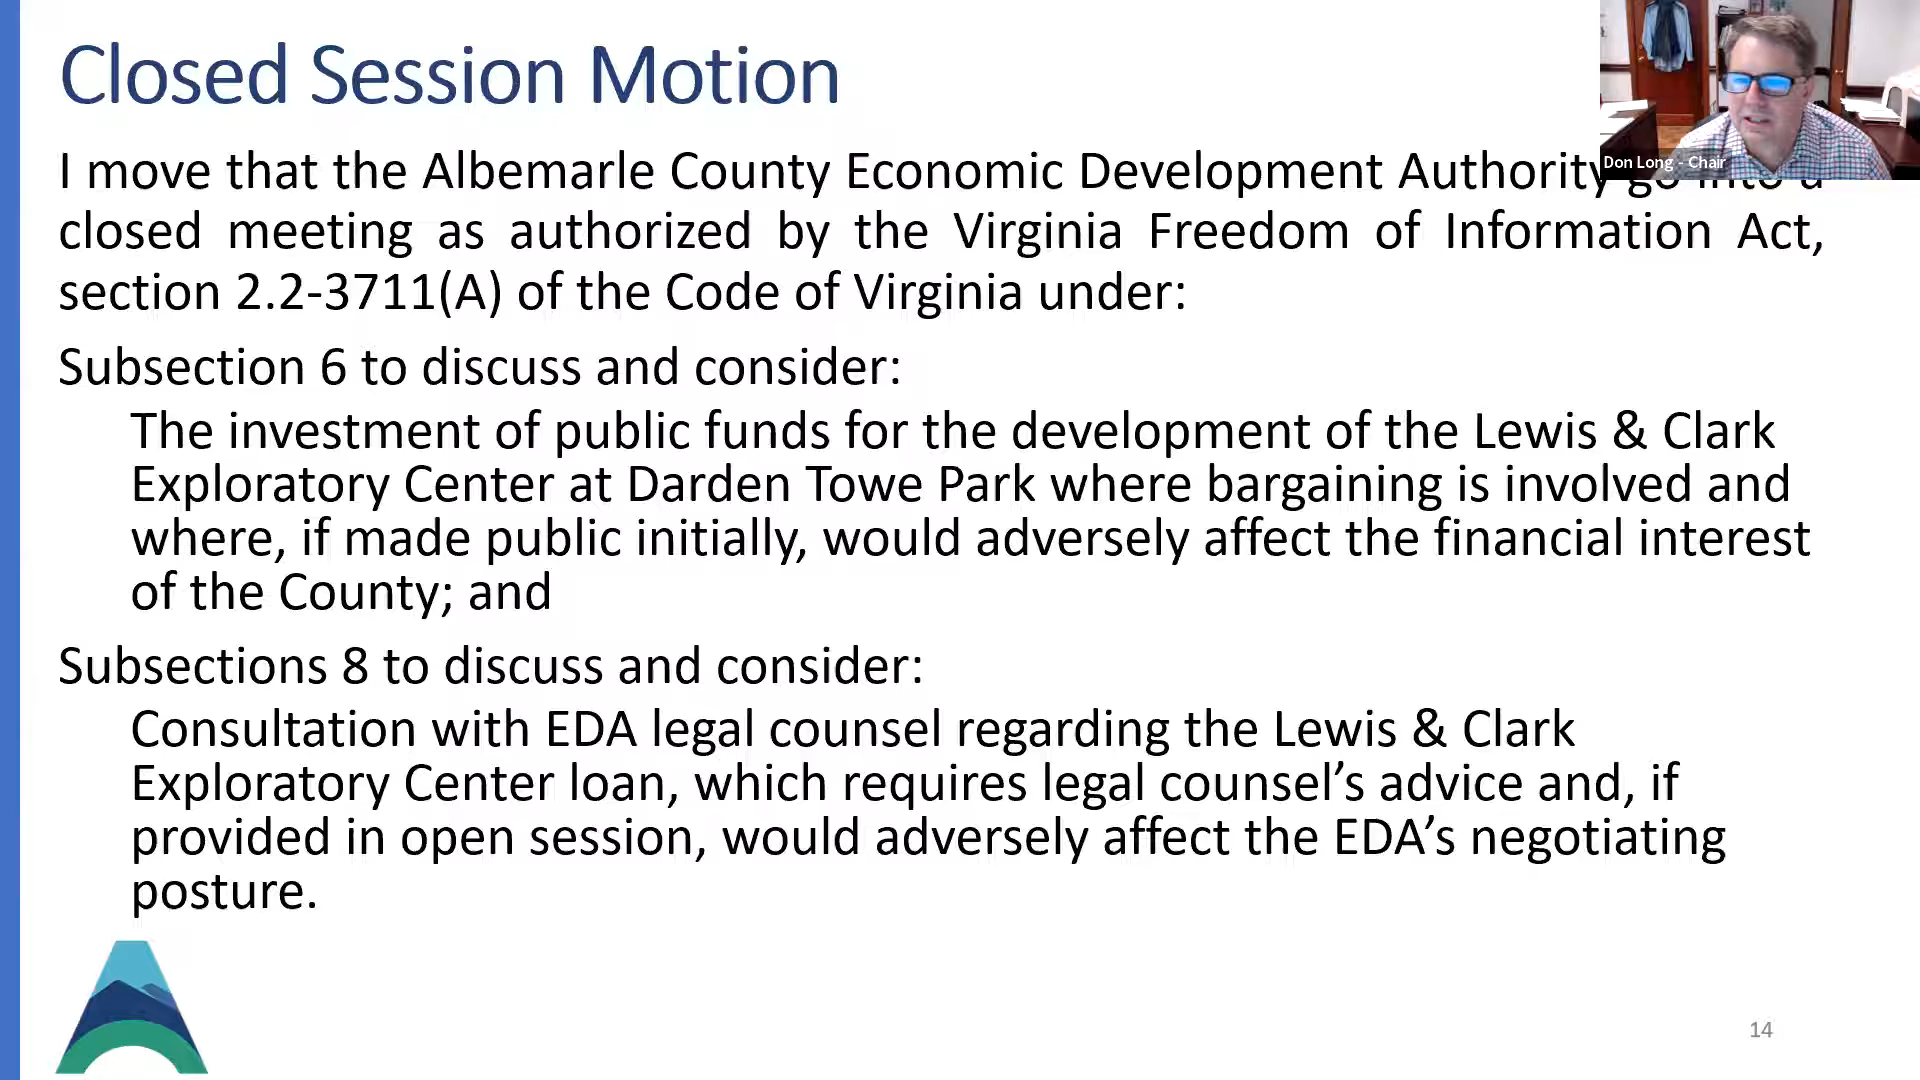 Closed Session Motion
I move that the Albemarle County Economic Development Authority go into a
closed meeting as authorized by the Virginia Freedom of Information Act,
section 2.2-3711(A) of the Code of Virginia under:
Subsection 6 to discuss and consider:
The investment of public funds for the development of the Lewis & Clark
Exploratory Center at Darden Towe Park where bargaining is involved and
where, if made public initially, would adversely affect the financial interest
of the County; and
Subsections 8 to discuss and consider:
Consultation with EDA legal counsel regarding the Lewis & Clark
Exploratory Center loan, which requires legal counsel’s advice and, if
provided in open session, would adversely affect the EDA’s negotiating
posture.
14
Don Long - Chair